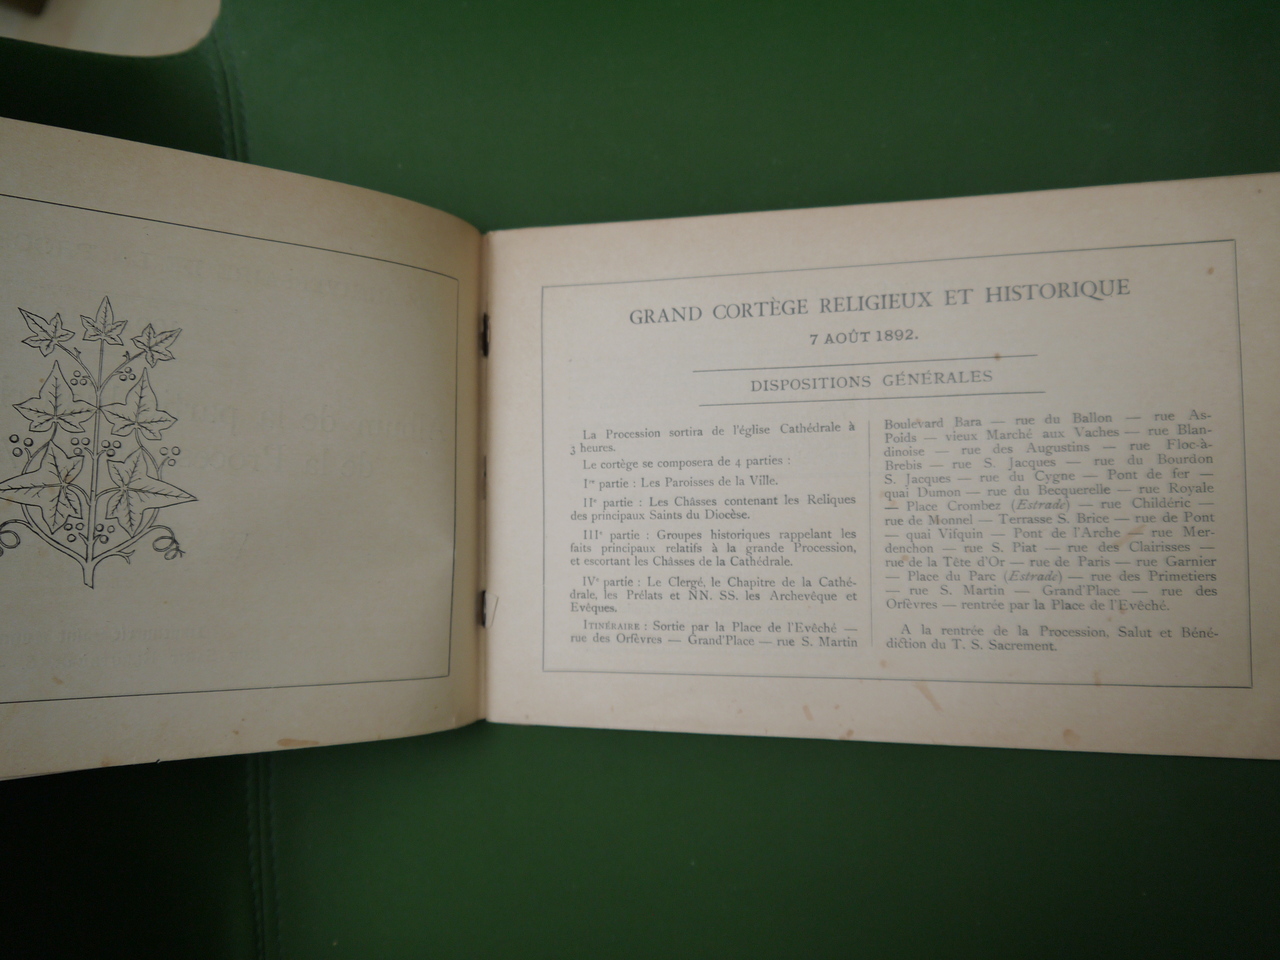 GRAND CORTÈGE RELIGIEUX ET HISTORIQUE
7 AOÛT 1892.
DISPOSITIONS GÉNÉRALES
La Procession sortira de l'église Cathédrale à
3 heures.
Le cortège se composera de 4 parties :
Iʳᵉ partie : Les Paroisses de la Ville.
IIᵉ partie : Les Châsses contenant les Reliques
des principaux Saints du Diocèse.
IIIᵉ partie : Groupes historiques rappelant les
faits principaux relatifs à la grande Procession,
et escortant les Châsses de la Cathédrale.
IVᵉ partie : Le Clergé, le Chapitre de la Cathé-
drale, les Prélats et NN. SS. les Archevêque et
Evêques.
ITINÉRAIRE : Sortie par la Place de l'Evêché —
rue des Orfèvres — Grand'Place — rue S. Martin
Boulevard Bara — rue du Ballon — rue As-
Poids — vieux Marché aux Vaches — rue Blan-
dinoise — rue des Augustins — rue Floc-à-
Brebis — rue S. Jacques — rue du Bourdon
S. Jacques — rue du Cygne — Pont de fer —
quai Dumon — rue du Becquerelle — rue Royale
— Place Crombez (Estrade) — rue Childéric —
rue de Monnel — Terrasse S. Brice — rue de Pont
— quai Vifquin — Pont de l'Arche — rue Mer-
denchon — rue S. Piat — rue des Clairisses —
rue de la Tête d'Or — rue de Paris — rue Garnier
— Place du Parc (Estrade) — rue des Primetiers
— rue S. Martin — Grand'Place — rue des
Orfèvres — rentrée par la Place de l'Evêché.
A la rentrée de la Procession, Salut et Béné-
diction du T. S. Sacrement.